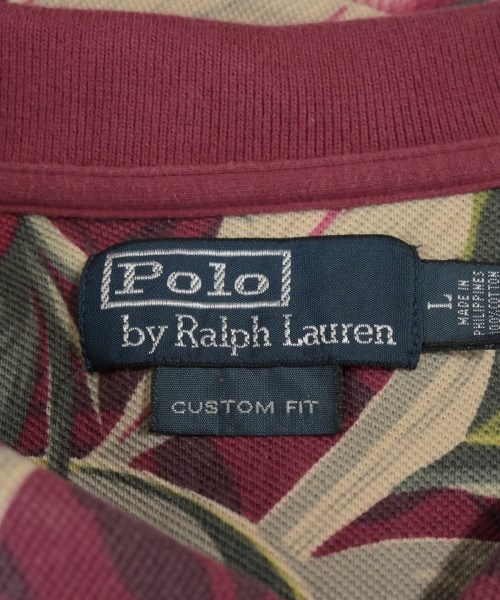 Polo
by Ralph Lauren
CUSTOM FIT
L
MADE IN
PHILIPPINES
100% COTTON